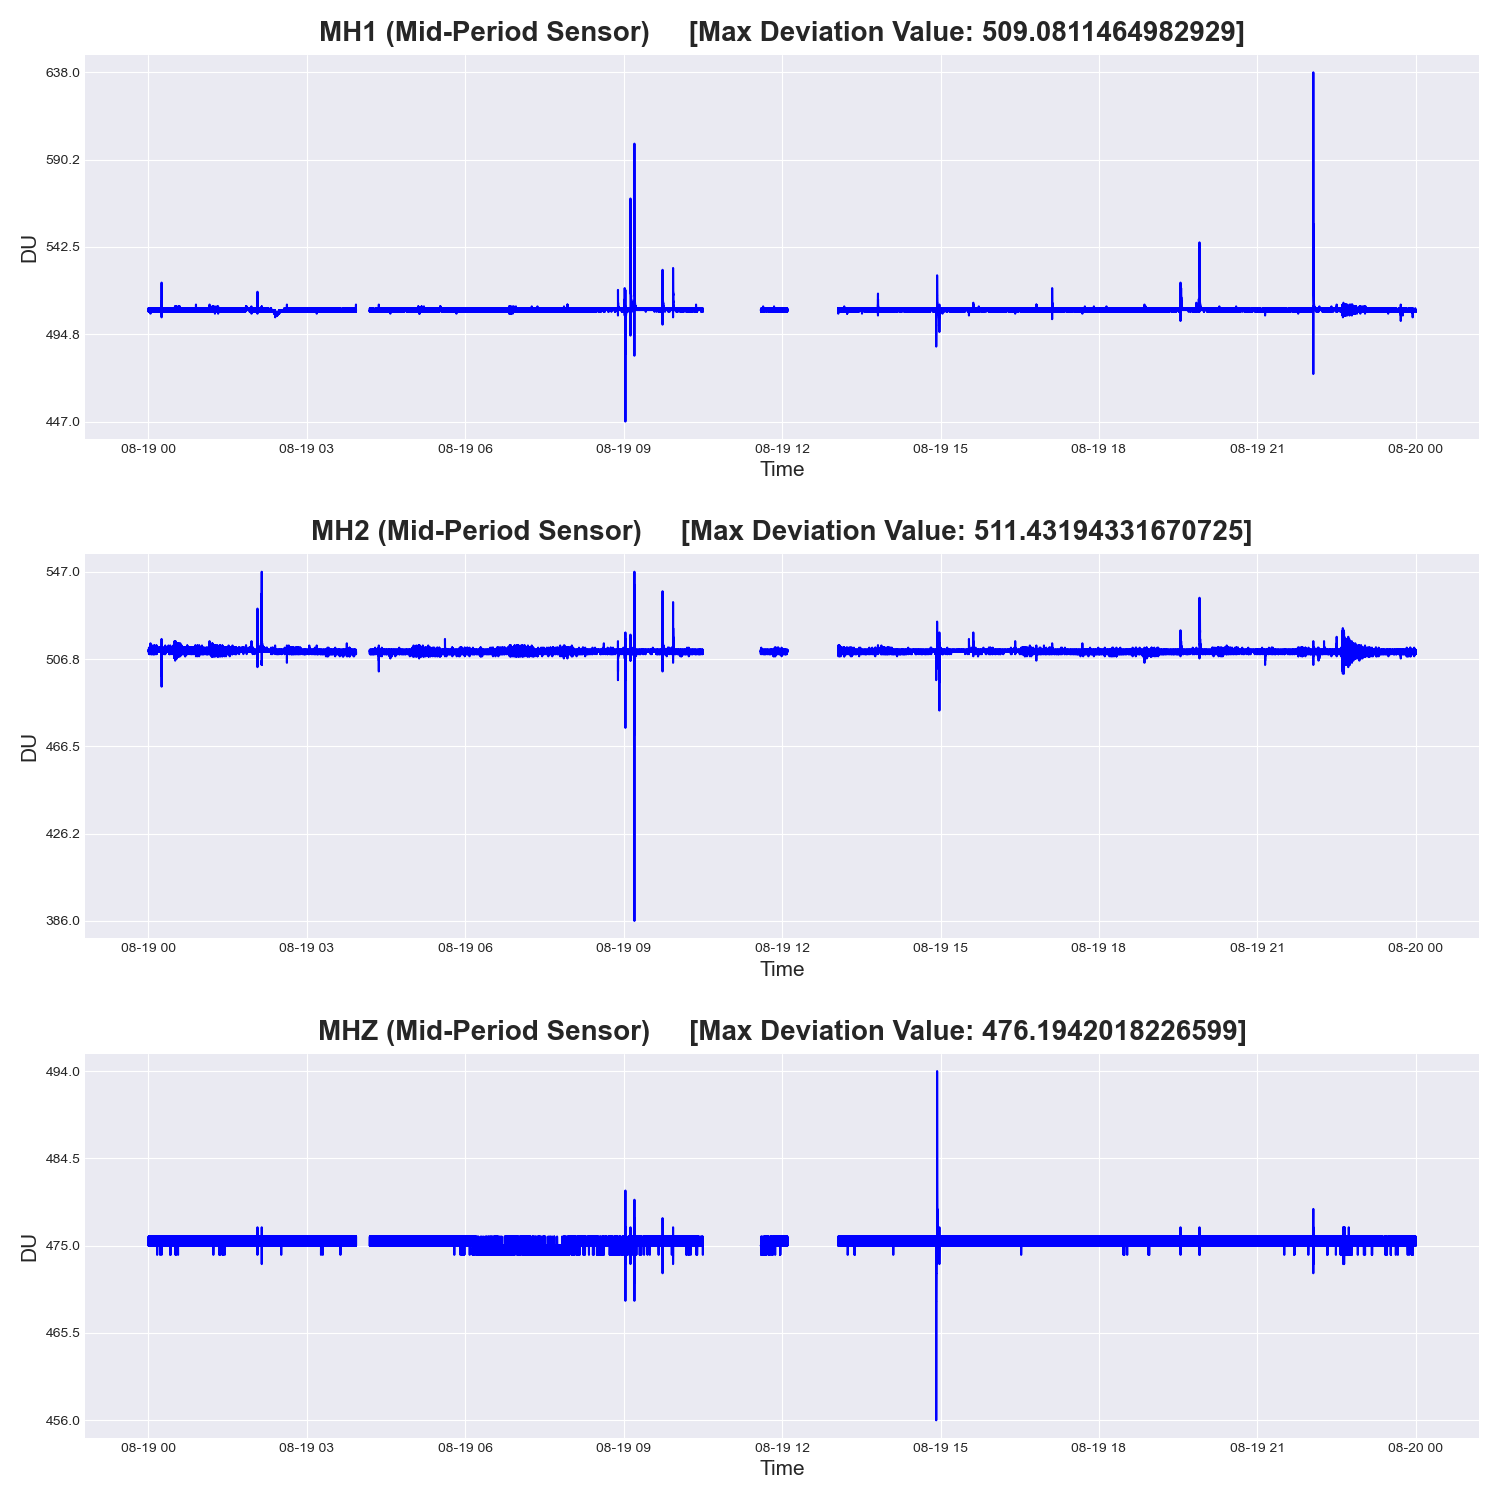 MH1 (Mid-Period Sensor) [Max Deviation Value: 509.0811464982929]
638.0
590.2
542.5
494.8
447.0
DU
08-19 00 08-19 03 08-19 06 08-19 09 08-19 12 08-19 15 08-19 18 08-19 21 08-20 00
Time
MH2 (Mid-Period Sensor) [Max Deviation Value: 511.43194331670725]
547.0
506.8
466.5
426.2
386.0
DU
08-19 00 08-19 03 08-19 06 08-19 09 08-19 12 08-19 15 08-19 18 08-19 21 08-20 00
Time
MHZ (Mid-Period Sensor) [Max Deviation Value: 476.1942018226599]
494.0
484.5
475.0
465.5
456.0
DU
08-19 00 08-19 03 08-19 06 08-19 09 08-19 12 08-19 15 08-19 18 08-19 21 08-20 00
Time